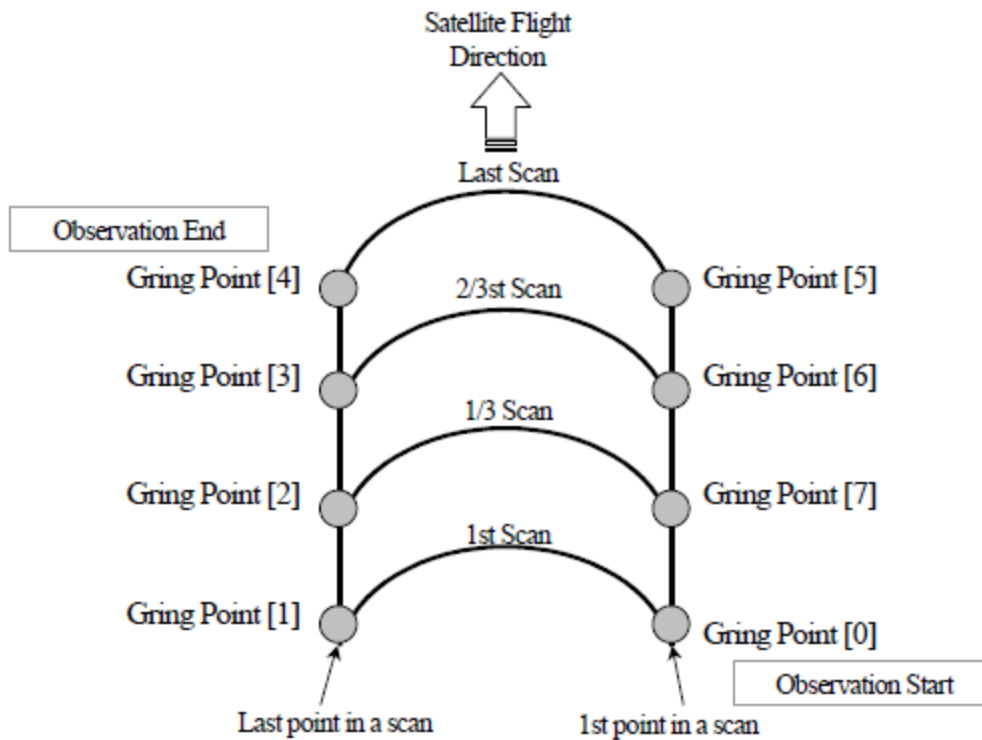 Satellite Flight
Direction
Last Scan
Observation End
Gring Point [4]
Gring Point [5]
2/3st Scan
Gring Point [3]
Gring Point [6]
1/3 Scan
Gring Point [2]
Gring Point [7]
1st Scan
Gring Point [1]
Gring Point [0]
Observation Start
Last point in a scan
1st point in a scan